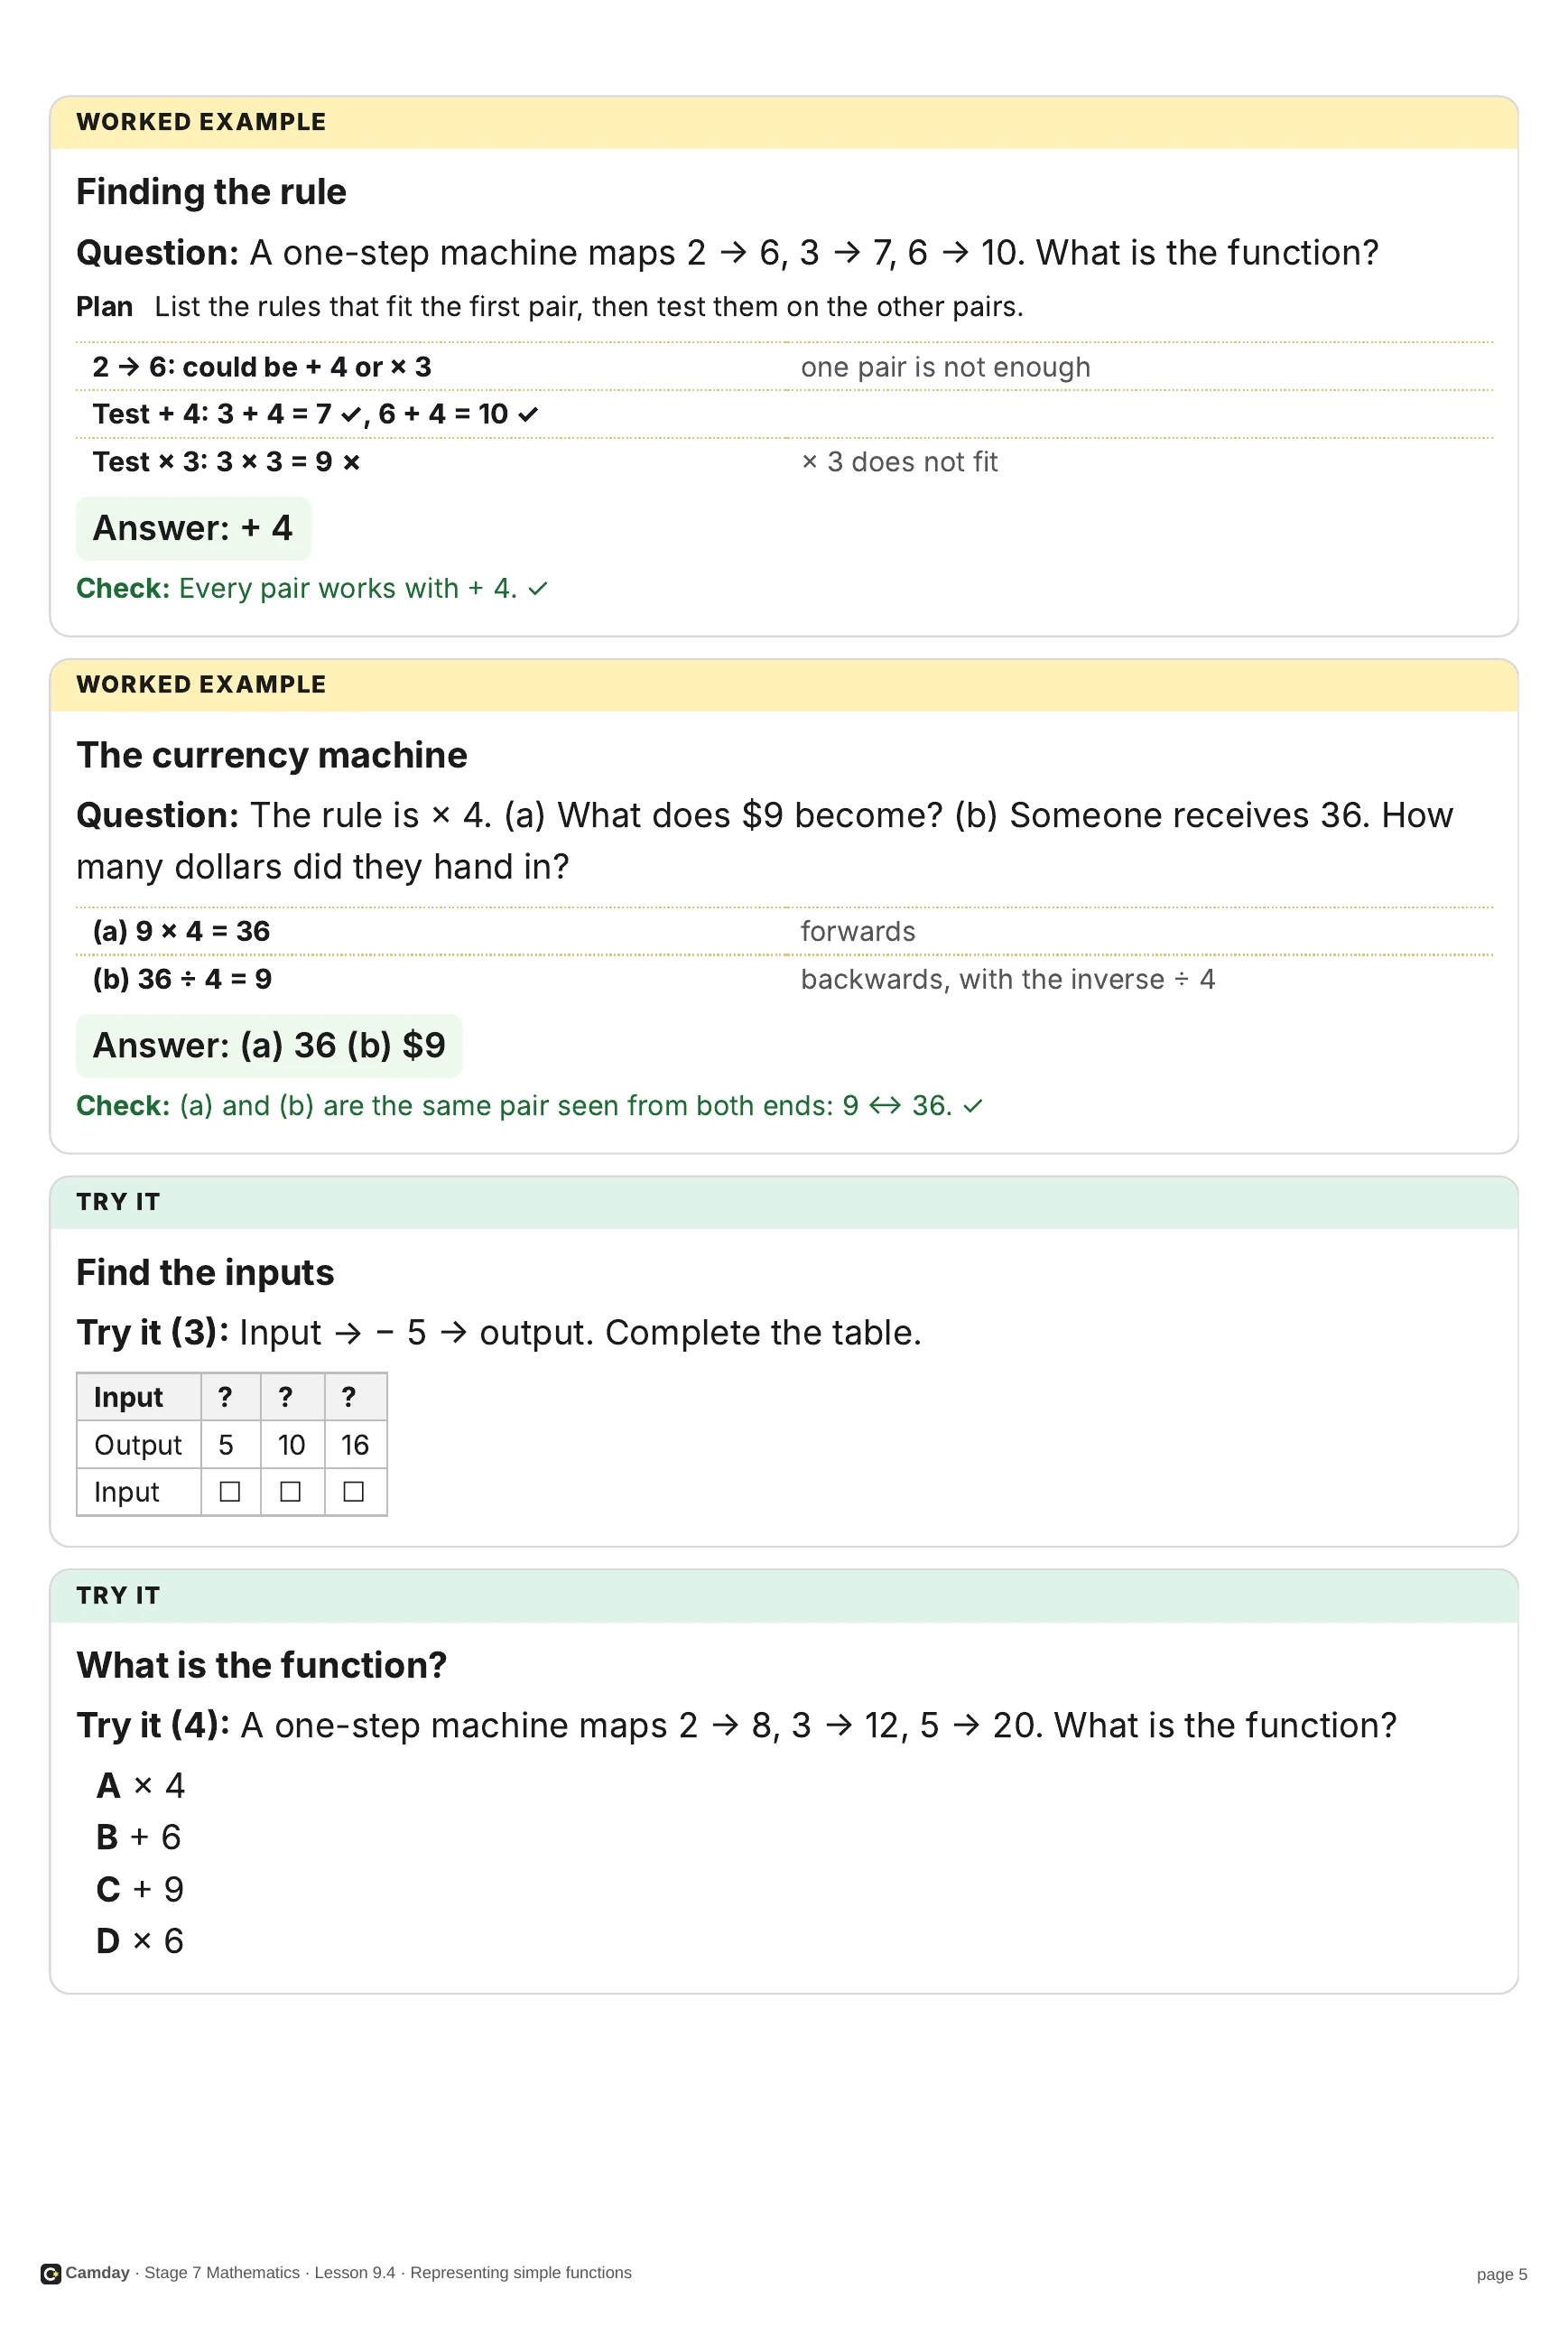 WORKED EXAMPLE
Finding the rule
Question: A one-step machine maps 2 → 6, 3 → 7, 6 → 10. What is the function?
Plan List the rules that fit the first pair, then test them on the other pairs.
2 → 6: could be + 4 or × 3 one pair is not enough
Test + 4: 3 + 4 = 7 ✓, 6 + 4 = 10 ✓
Test × 3: 3 × 3 = 9 × × 3 does not fit
Answer: + 4
Check: Every pair works with + 4. ✓
WORKED EXAMPLE
The currency machine
Question: The rule is × 4. (a) What does $9 become? (b) Someone receives 36. How
many dollars did they hand in?
(a) 9 × 4 = 36 forwards
(b) 36 ÷ 4 = 9 backwards, with the inverse ÷ 4
Answer: (a) 36 (b) $9
Check: (a) and (b) are the same pair seen from both ends: 9 ↔ 36. ✓
TRY IT
Find the inputs
Try it (3): Input → − 5 → output. Complete the table.
Input ? ? ?
Output 5 10 16
Input □ □ □
TRY IT
What is the function?
Try it (4): A one-step machine maps 2 → 8, 3 → 12, 5 → 20. What is the function?
A × 4
B + 6
C + 9
D × 6
Camday · Stage 7 Mathematics · Lesson 9.4 · Representing simple functions page 5